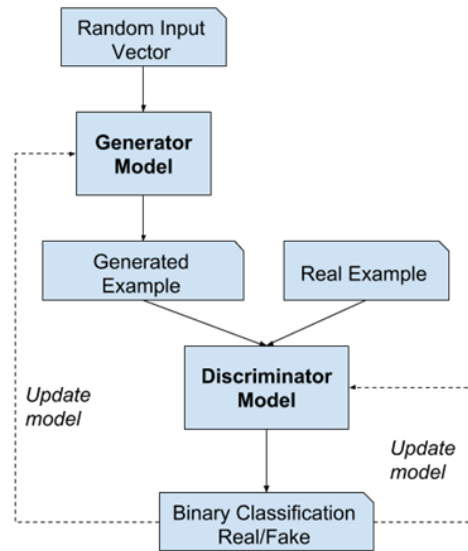 Random Input
Vector
Generator
Model
Generated
Example
Real Example
Discriminator
Model
Update
model
Update
model
Binary Classification
Real/Fake